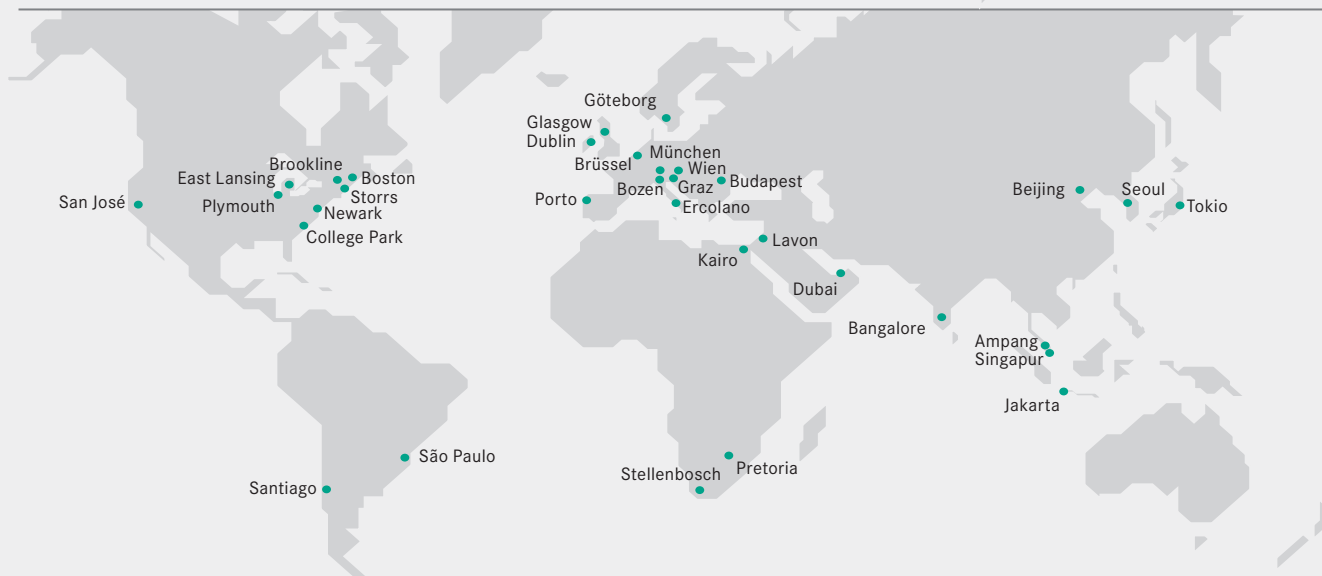 Göteborg
Glasgow
Dublin
Brüssel
München
Wien
Bozen
Graz
Budapest
Porto
Ercolano
Brookline
Boston
East Lansing
Storrs
Plymouth
Newark
San José
College Park
Beijing
Seoul
Tokio
Lavon
Kairo
Dubai
Bangalore
Ampang
Singapur
Jakarta
São Paulo
Santiago
Stellenbosch
Pretoria